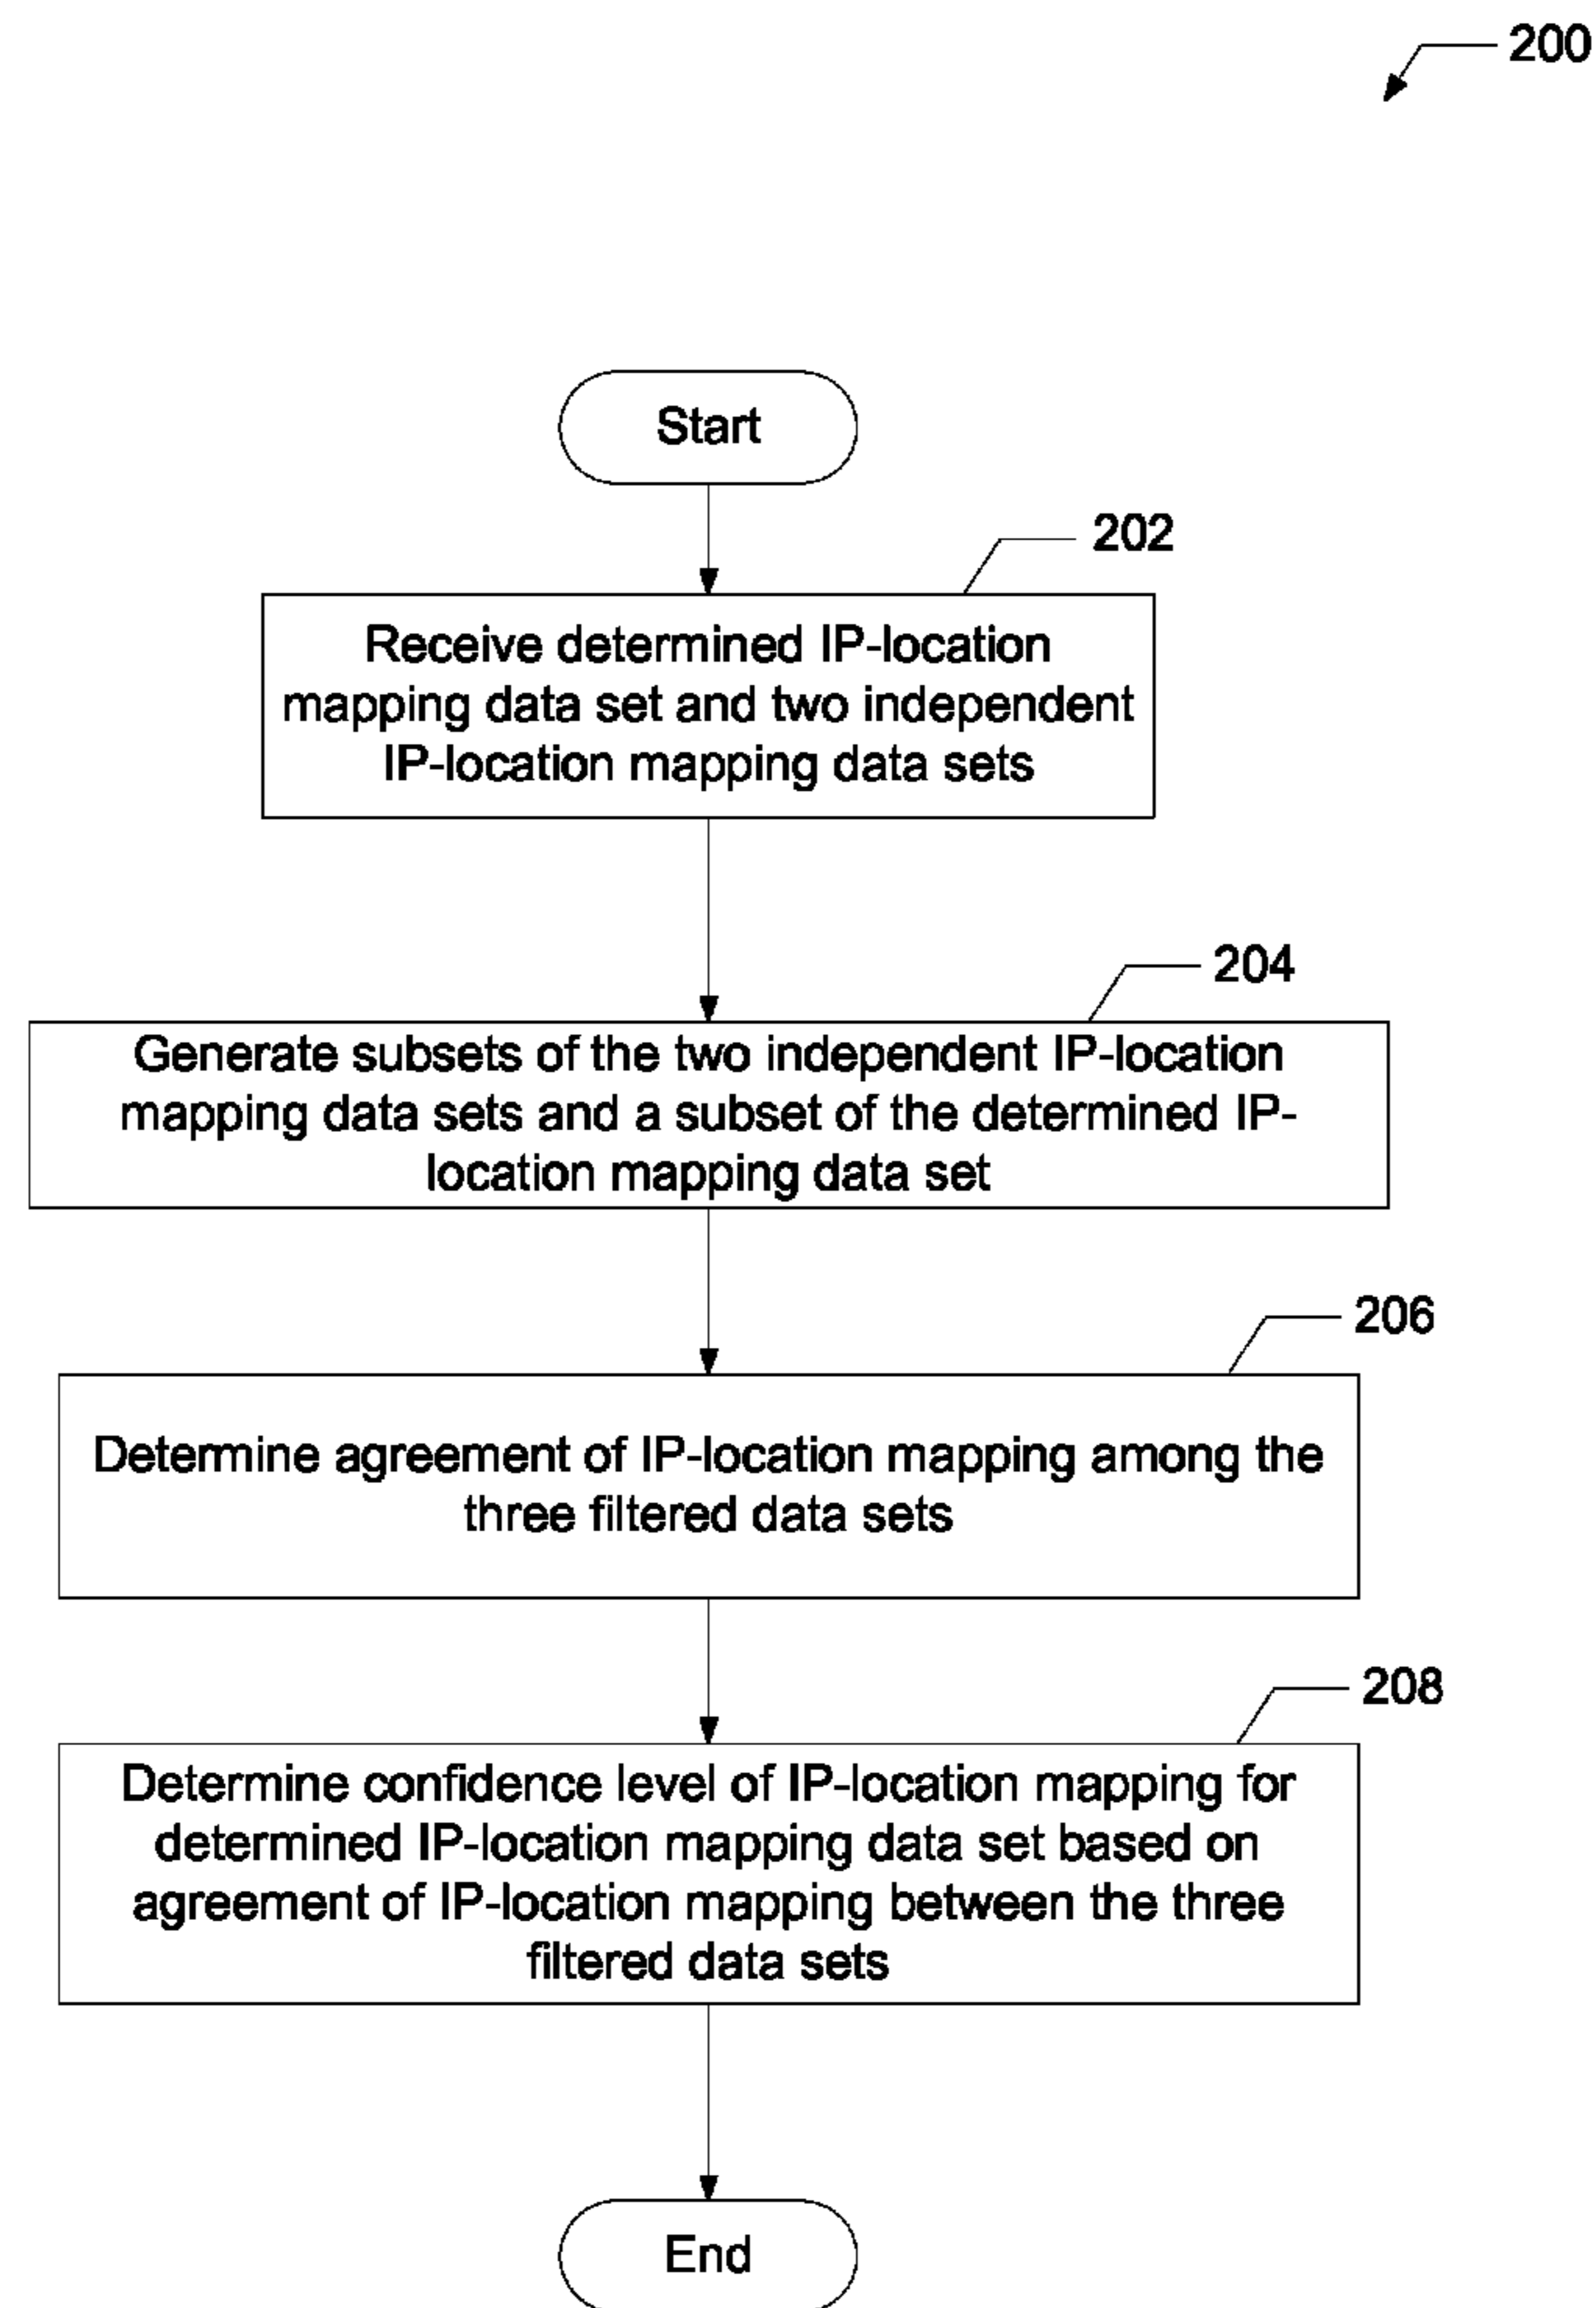 200
Start
202
Receive determined IP-location
mapping data set and two independent
IP-location mapping data sets
204
Generate subsets of the two independent IP-location
mapping data sets and a subset of the determined IP-
location mapping data set
206
Determine agreement of IP-location mapping among the
three filtered data sets
208
Determine confidence level of IP-location mapping for
determined IP-location mapping data set based on
agreement of IP-location mapping between the three
filtered data sets
End